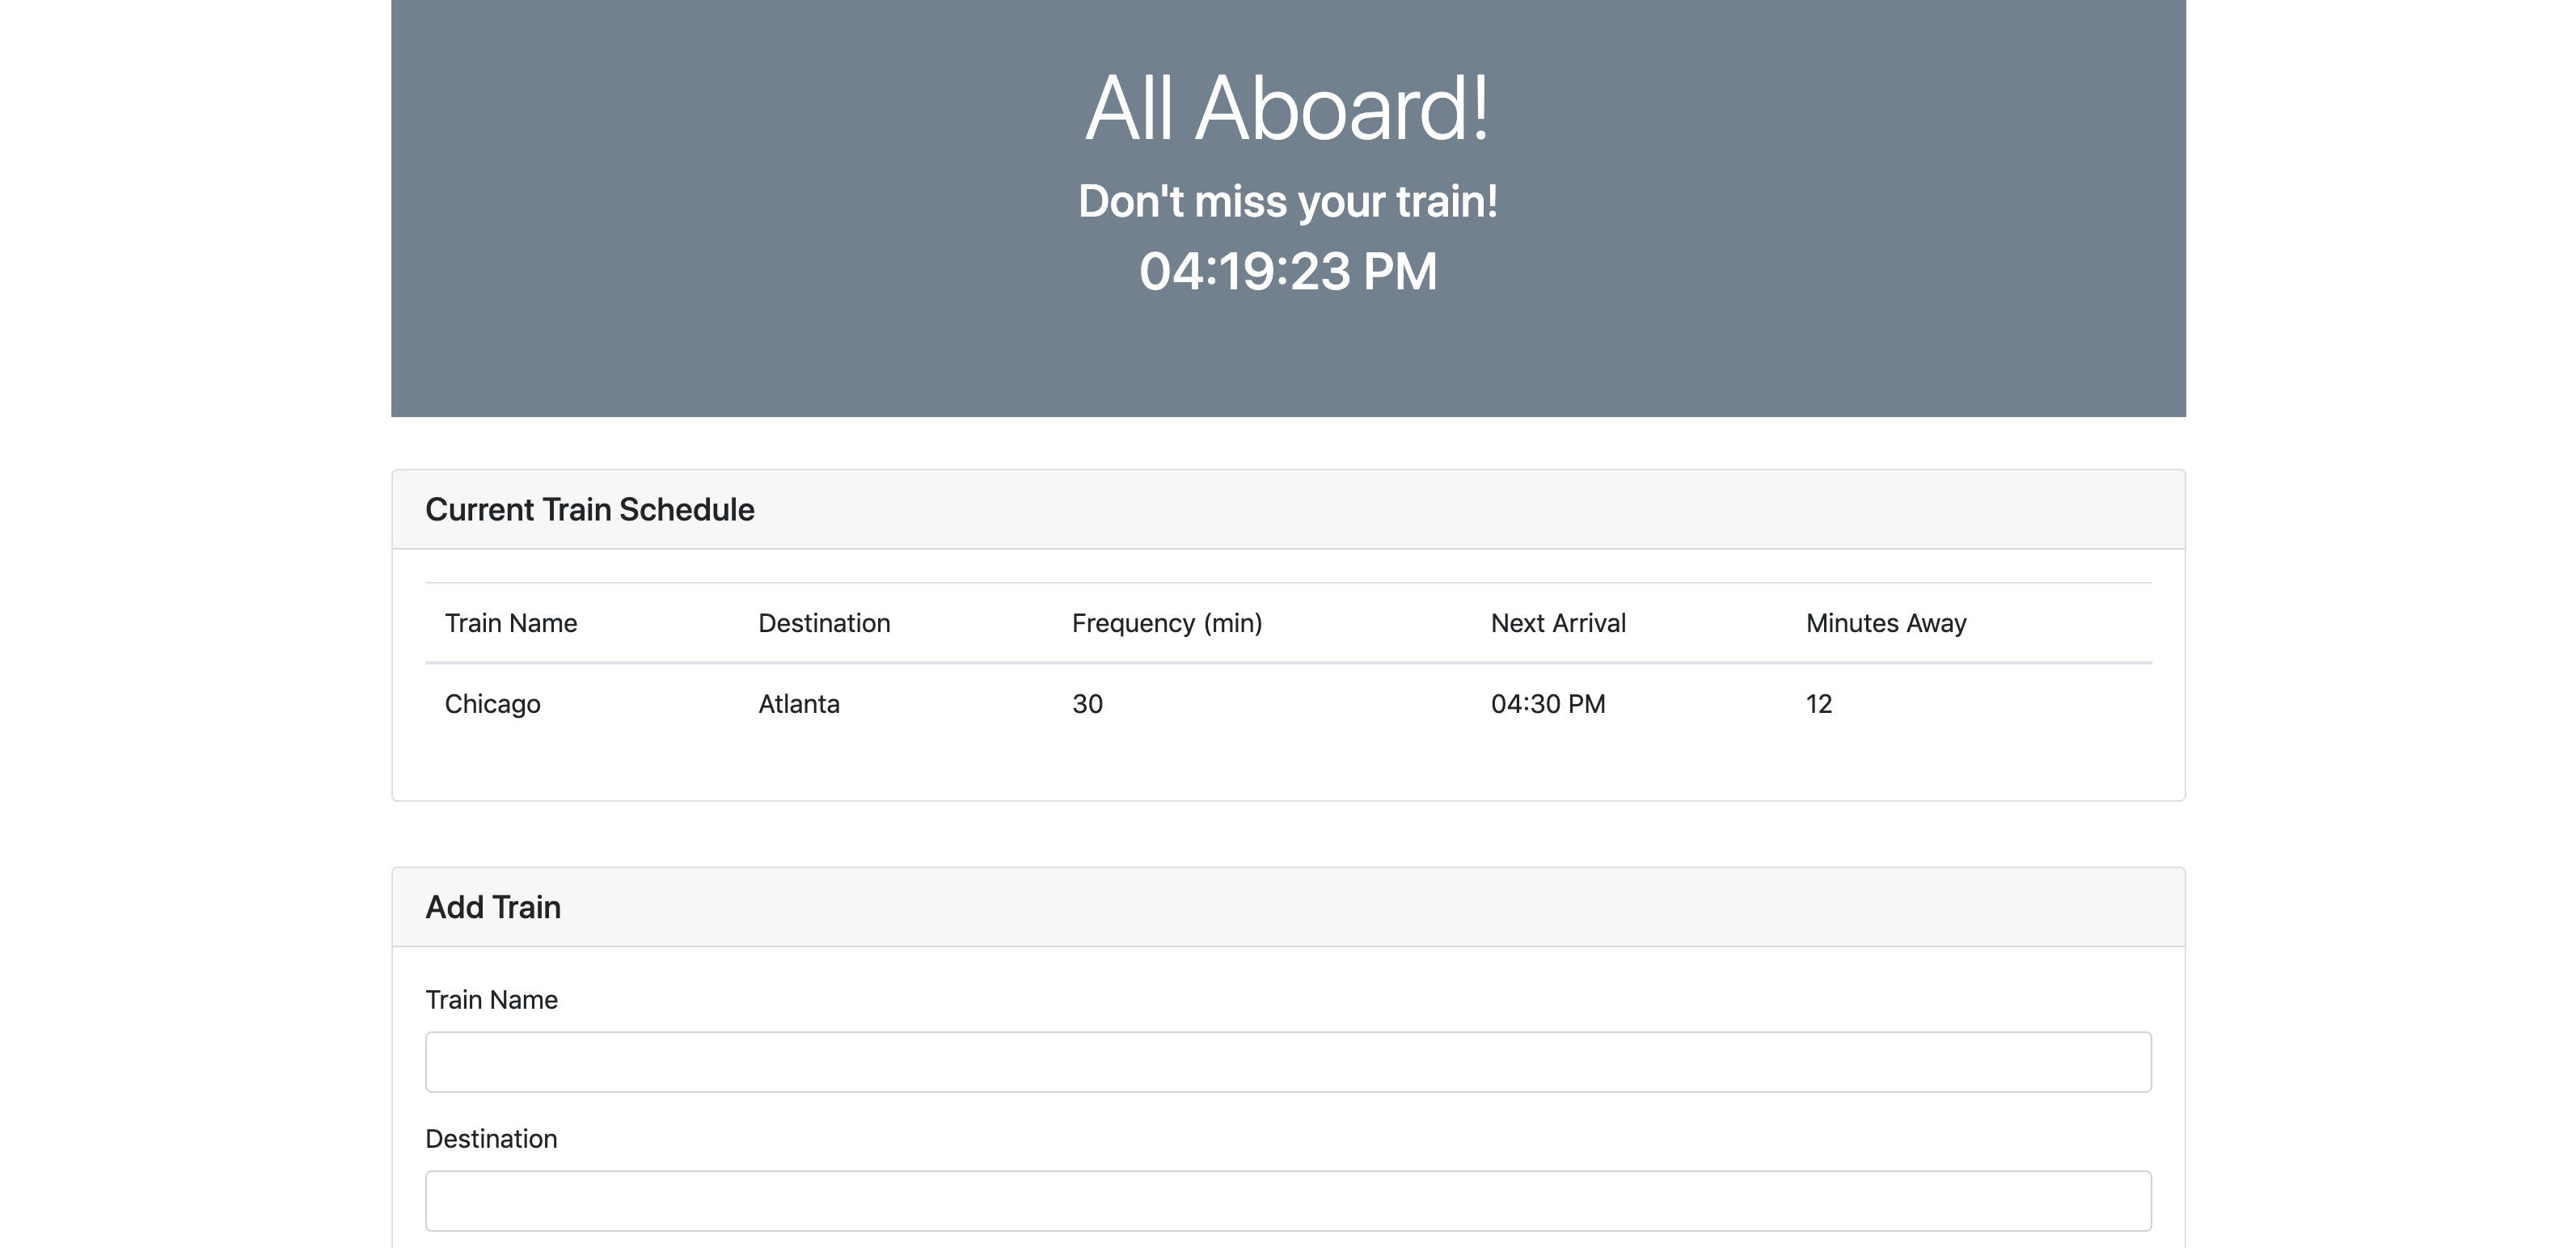 All Aboard!
Don't miss your train!
04:19:23 PM
Current Train Schedule
Train Name Destination Frequency (min) Next Arrival Minutes Away
Chicago Atlanta 30 04:30 PM 12
Add Train
Train Name
Destination